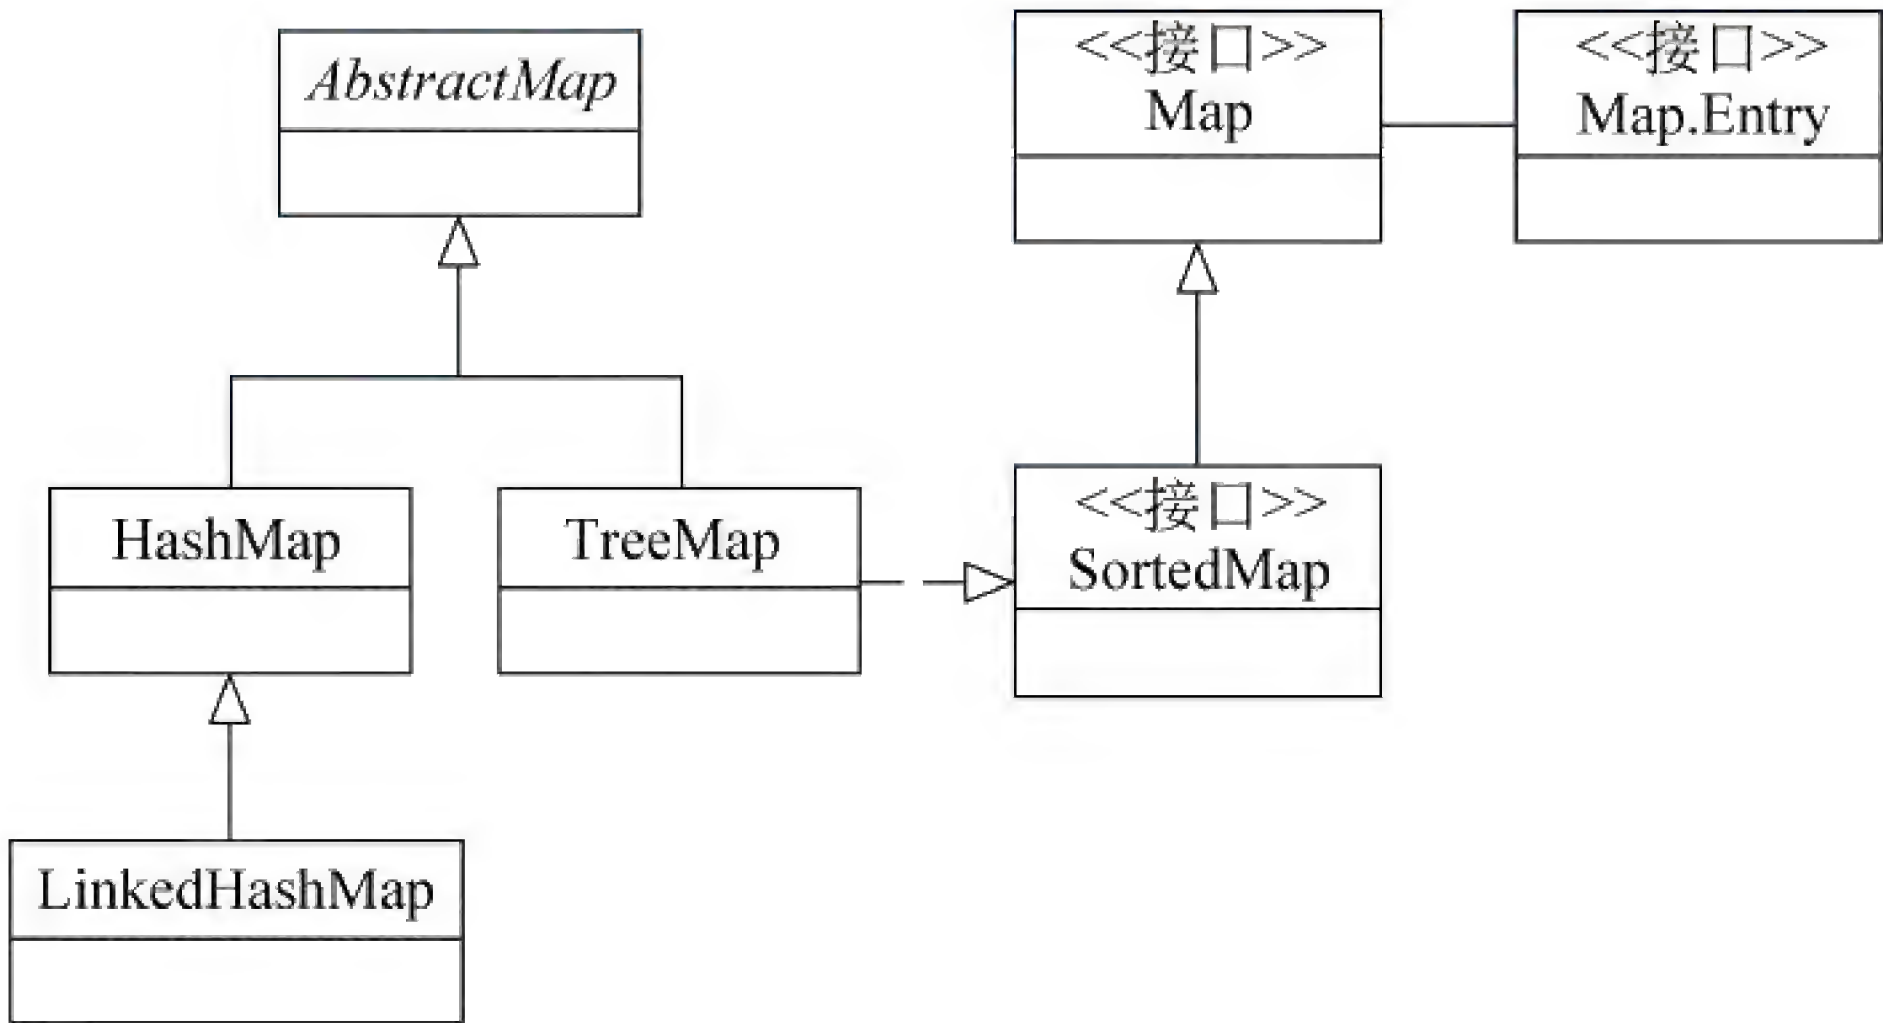 AbstractMap
<<接口>>
Map
<<接口>>
Map.Entry
HashMap
TreeMap
<<接口>>
SortedMap
LinkedHashMap